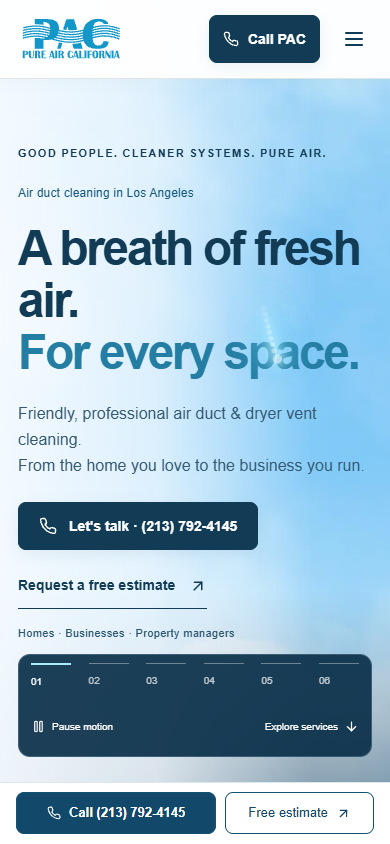 PAC
PURE AIR CALIFORNIA
Call PAC
GOOD PEOPLE. CLEANER SYSTEMS. PURE AIR.
Air duct cleaning in Los Angeles
A breath of fresh
air.
For every space.
Friendly, professional air duct & dryer vent
cleaning.
From the home you love to the business you run.
Let's talk · (213) 792-4145
Request a free estimate
Homes · Businesses · Property managers
01 02 03 04 05 06
Pause motion Explore services
Call (213) 792-4145 Free estimate